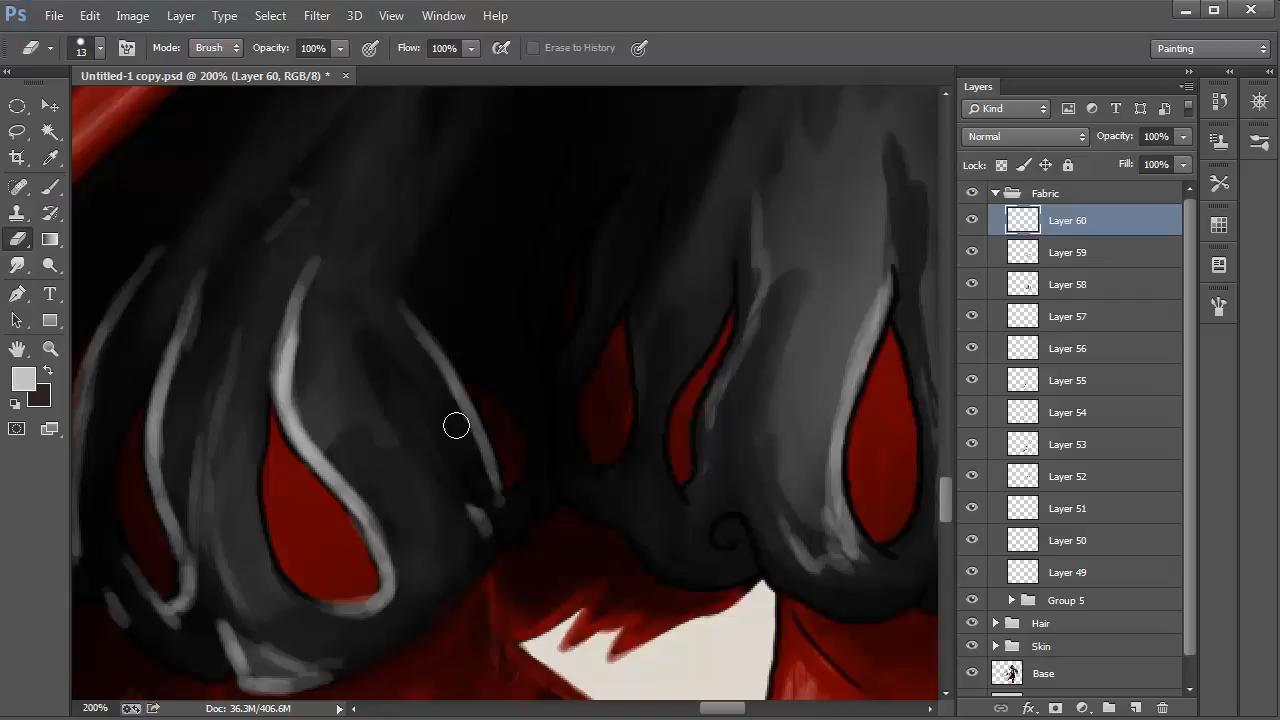 Ps File Edit Image Layer Type Select Filter 3D View Window Help
13 Mode: Brush Opacity: 100% Flow: 100% Erase to History Painting
Untitled-1 copy.psd @ 200% (Layer 60, RGB/8) * ×
Layers
Kind
Normal Opacity: 100%
Lock: Fill: 100%
Fabric
Layer 60
Layer 59
Layer 58
Layer 57
Layer 56
Layer 55
Layer 54
Layer 53
Layer 52
Layer 51
Layer 50
Layer 49
Group 5
Hair
Skin
Base
200% Doc: 36.3M/406.6M